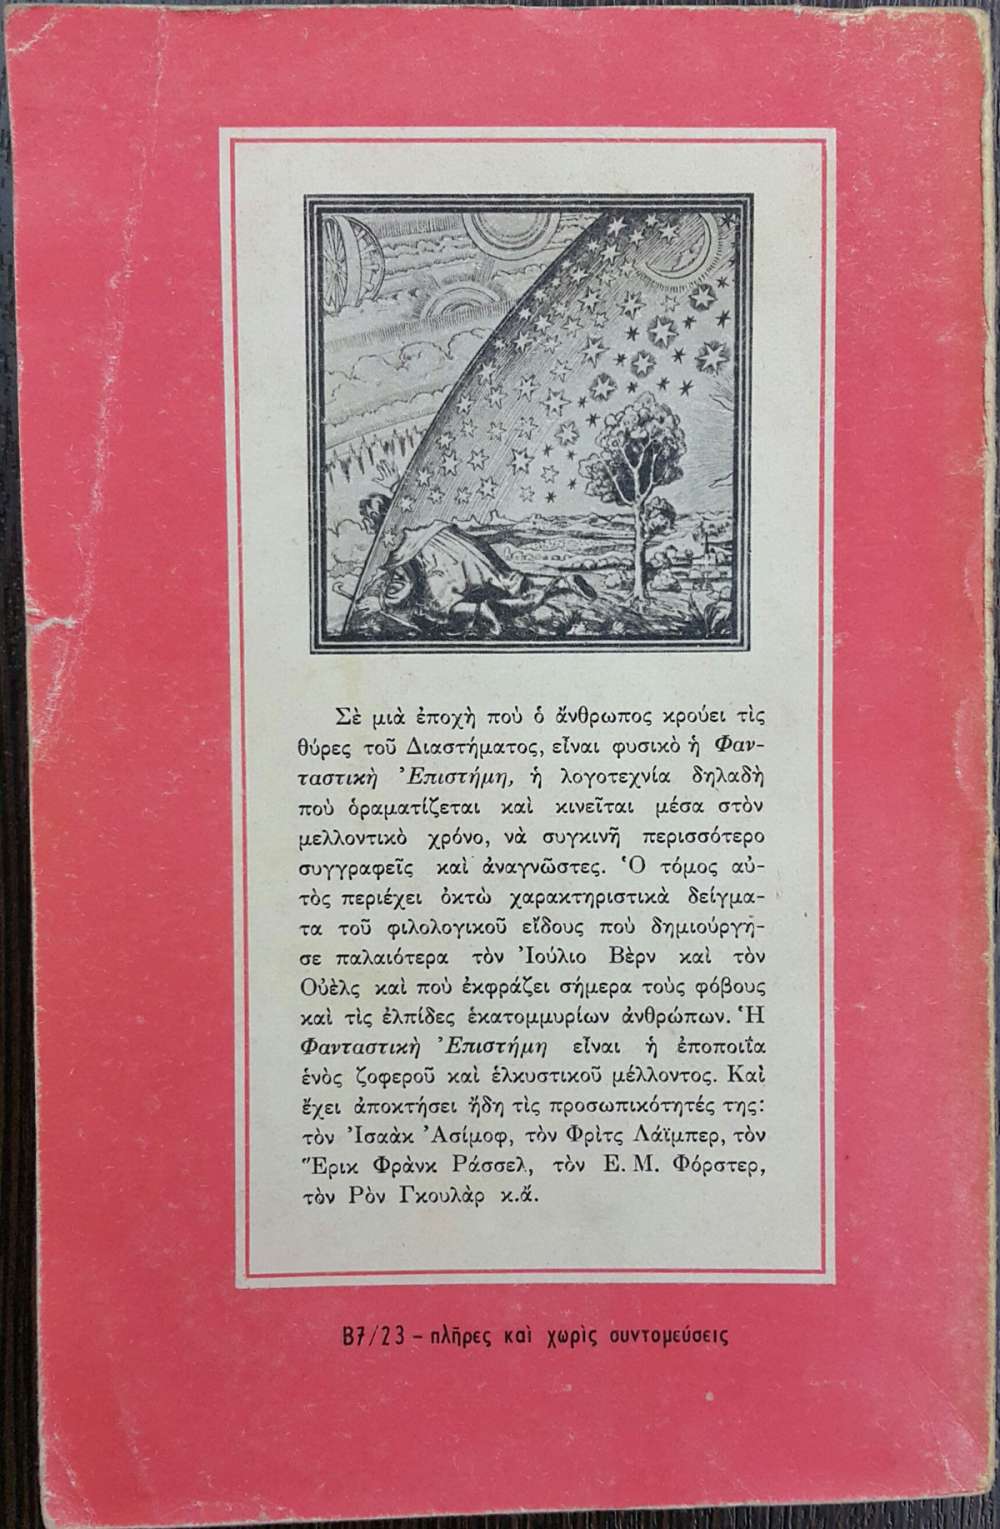 Σὲ μιὰ ἐποχὴ ποὺ ὁ ἄνθρωπος κρούει τὶς
θύρες τοῦ Διαστήματος, εἶναι φυσικὸ ἡ Φαν-
ταστικὴ Ἐπιστήμη, ἡ λογοτεχνία δηλαδὴ
ποὺ ὁραματίζεται καὶ κινεῖται μέσα στὸν
μελλοντικὸ χρόνο, νὰ συγκινῆ περισσότερο
συγγραφεῖς καὶ ἀναγνῶστες. Ὁ τόμος αὐ-
τὸς περιέχει ὀκτὼ χαρακτηριστικὰ δείγμα-
τα τοῦ φιλολογικοῦ εἴδους ποὺ δημιούργη-
σε παλαιότερα τὸν Ἰούλιο Βὲρν καὶ τὸν
Οὐὲλς καὶ ποὺ ἐκφράζει σήμερα τοὺς φόβους
καὶ τὶς ἐλπίδες ἑκατομμυρίων ἀνθρώπων. Ἡ
Φανταστικὴ Ἐπιστήμη εἶναι ἡ ἐποποιΐα
ἑνὸς ζοφεροῦ καὶ ἑλκυστικοῦ μέλλοντος. Καὶ
ἔχει ἀποκτήσει ἤδη τὶς προσωπικότητές της:
τὸν Ἰσαὰκ Ἀσίμοφ, τὸν Φρὶτς Λάϊμπερ, τὸν
Ἔρικ Φρὰνκ Ράσσελ, τὸν Ε. Μ. Φόρστερ,
τὸν Ρὸν Γκουλὰρ κ.ἄ.
Β7/23 – πλῆρες καὶ χωρὶς συντομεύσεις